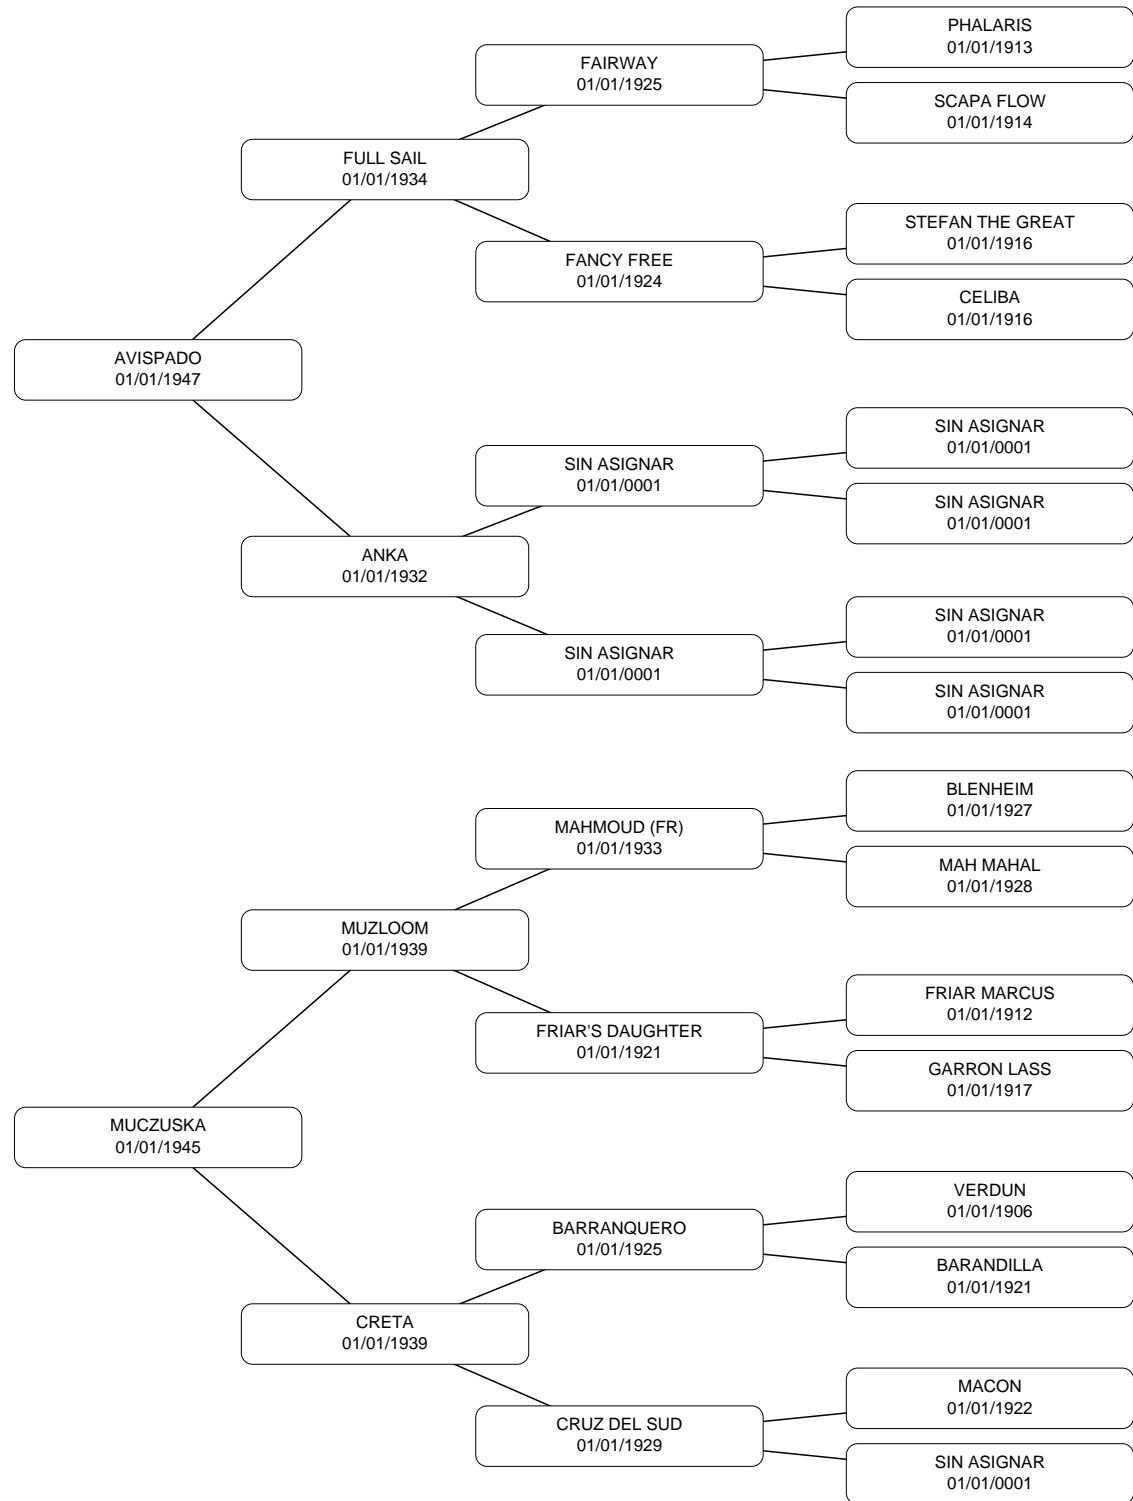 PHALARIS
01/01/1913
FAIRWAY
01/01/1925
SCAPA FLOW
01/01/1914
FULL SAIL
01/01/1934
STEFAN THE GREAT
01/01/1916
FANCY FREE
01/01/1924
CELIBA
01/01/1916
AVISPADO
01/01/1947
SIN ASIGNAR
01/01/0001
SIN ASIGNAR
01/01/0001
SIN ASIGNAR
01/01/0001
ANKA
01/01/1932
SIN ASIGNAR
01/01/0001
SIN ASIGNAR
01/01/0001
SIN ASIGNAR
01/01/0001
BLENHEIM
01/01/1927
MAHMOUD (FR)
01/01/1933
MAH MAHAL
01/01/1928
MUZLOOM
01/01/1939
FRIAR MARCUS
01/01/1912
FRIAR'S DAUGHTER
01/01/1921
GARRON LASS
01/01/1917
MUCZUSKA
01/01/1945
VERDUN
01/01/1906
BARRANQUERO
01/01/1925
BARANDILLA
01/01/1921
CRETA
01/01/1939
MACON
01/01/1922
CRUZ DEL SUD
01/01/1929
SIN ASIGNAR
01/01/0001